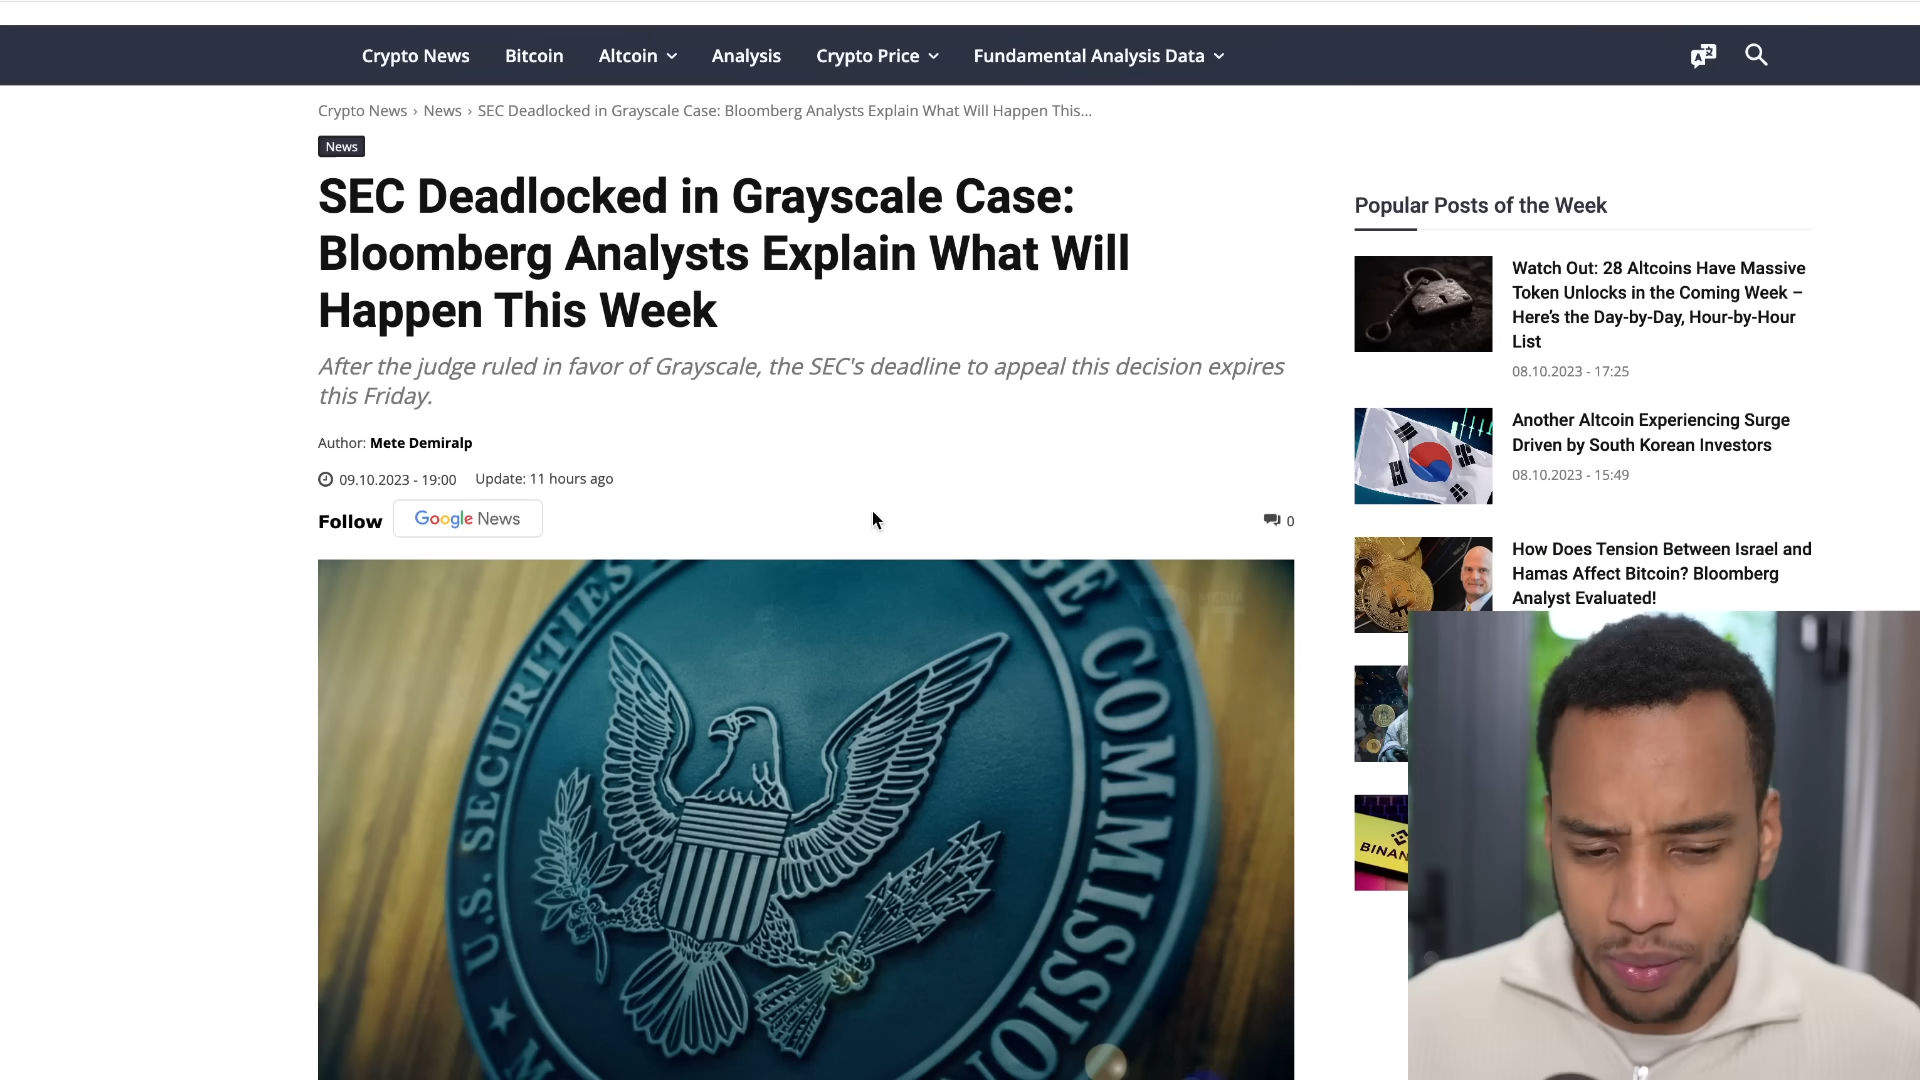 Crypto News Bitcoin Altcoin Analysis Crypto Price Fundamental Analysis Data
Crypto News › News › SEC Deadlocked in Grayscale Case: Bloomberg Analysts Explain What Will Happen This...
News
SEC Deadlocked in Grayscale Case:
Bloomberg Analysts Explain What Will
Happen This Week
After the judge ruled in favor of Grayscale, the SEC's deadline to appeal this decision expires
this Friday.
Author: Mete Demiralp
09.10.2023 - 19:00 Update: 11 hours ago
Follow Google News
0
U.S. SECURITIES
GE COMMISSION
Popular Posts of the Week
Watch Out: 28 Altcoins Have Massive
Token Unlocks in the Coming Week –
Here's the Day-by-Day, Hour-by-Hour
List
08.10.2023 - 17:25
Another Altcoin Experiencing Surge
Driven by South Korean Investors
08.10.2023 - 15:49
How Does Tension Between Israel and
Hamas Affect Bitcoin? Bloomberg
Analyst Evaluated!
BINAN